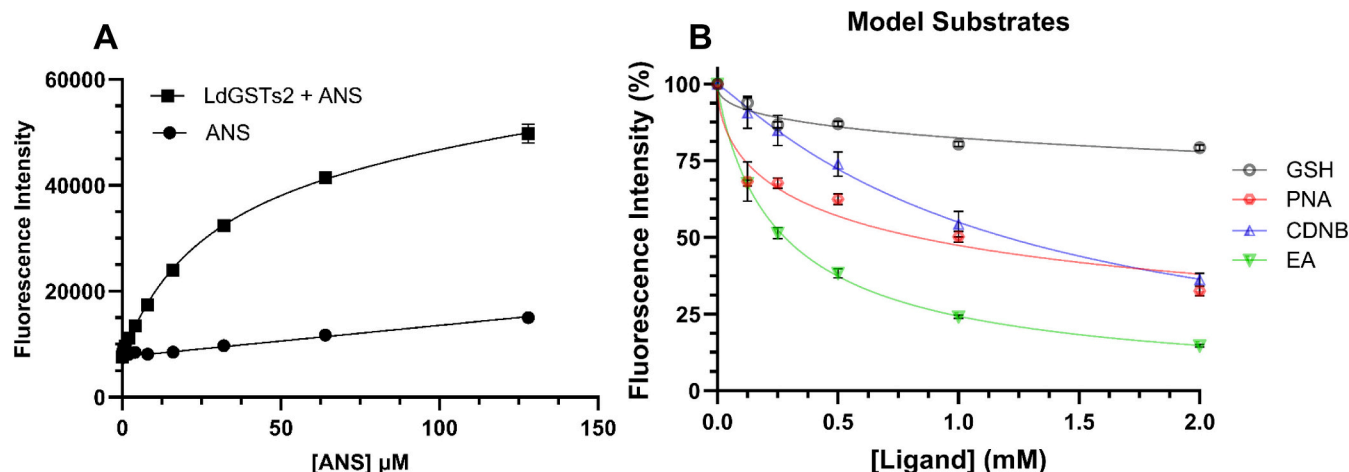 A
Fluorescence Intensity
60000
40000
20000
0
LdGSTs2 + ANS
ANS
0
50
100
150
[ANS] µM
Model Substrates
B
Fluorescence Intensity (%)
100
75
50
25
0
0.0
0.5
1.0
1.5
2.0
[Ligand] (mM)
GSH
PNA
CDNB
EA